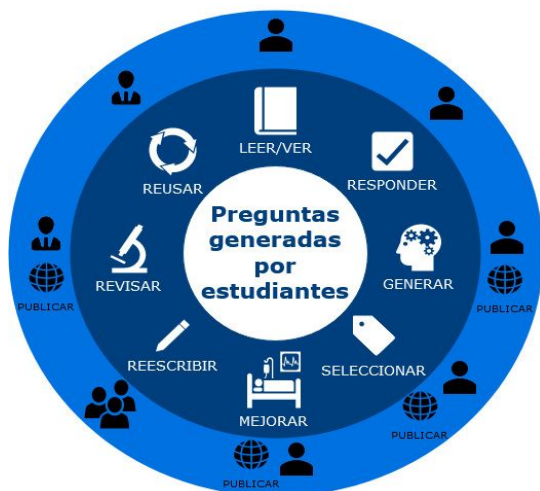 Preguntas
generadas
por
estudiantes
LEER/VER
RESPONDER
GENERAR
SELECCIONAR
MEJORAR
REESCRIBIR
REVISAR
REUSAR
PUBLICAR
PUBLICAR
PUBLICAR
PUBLICAR